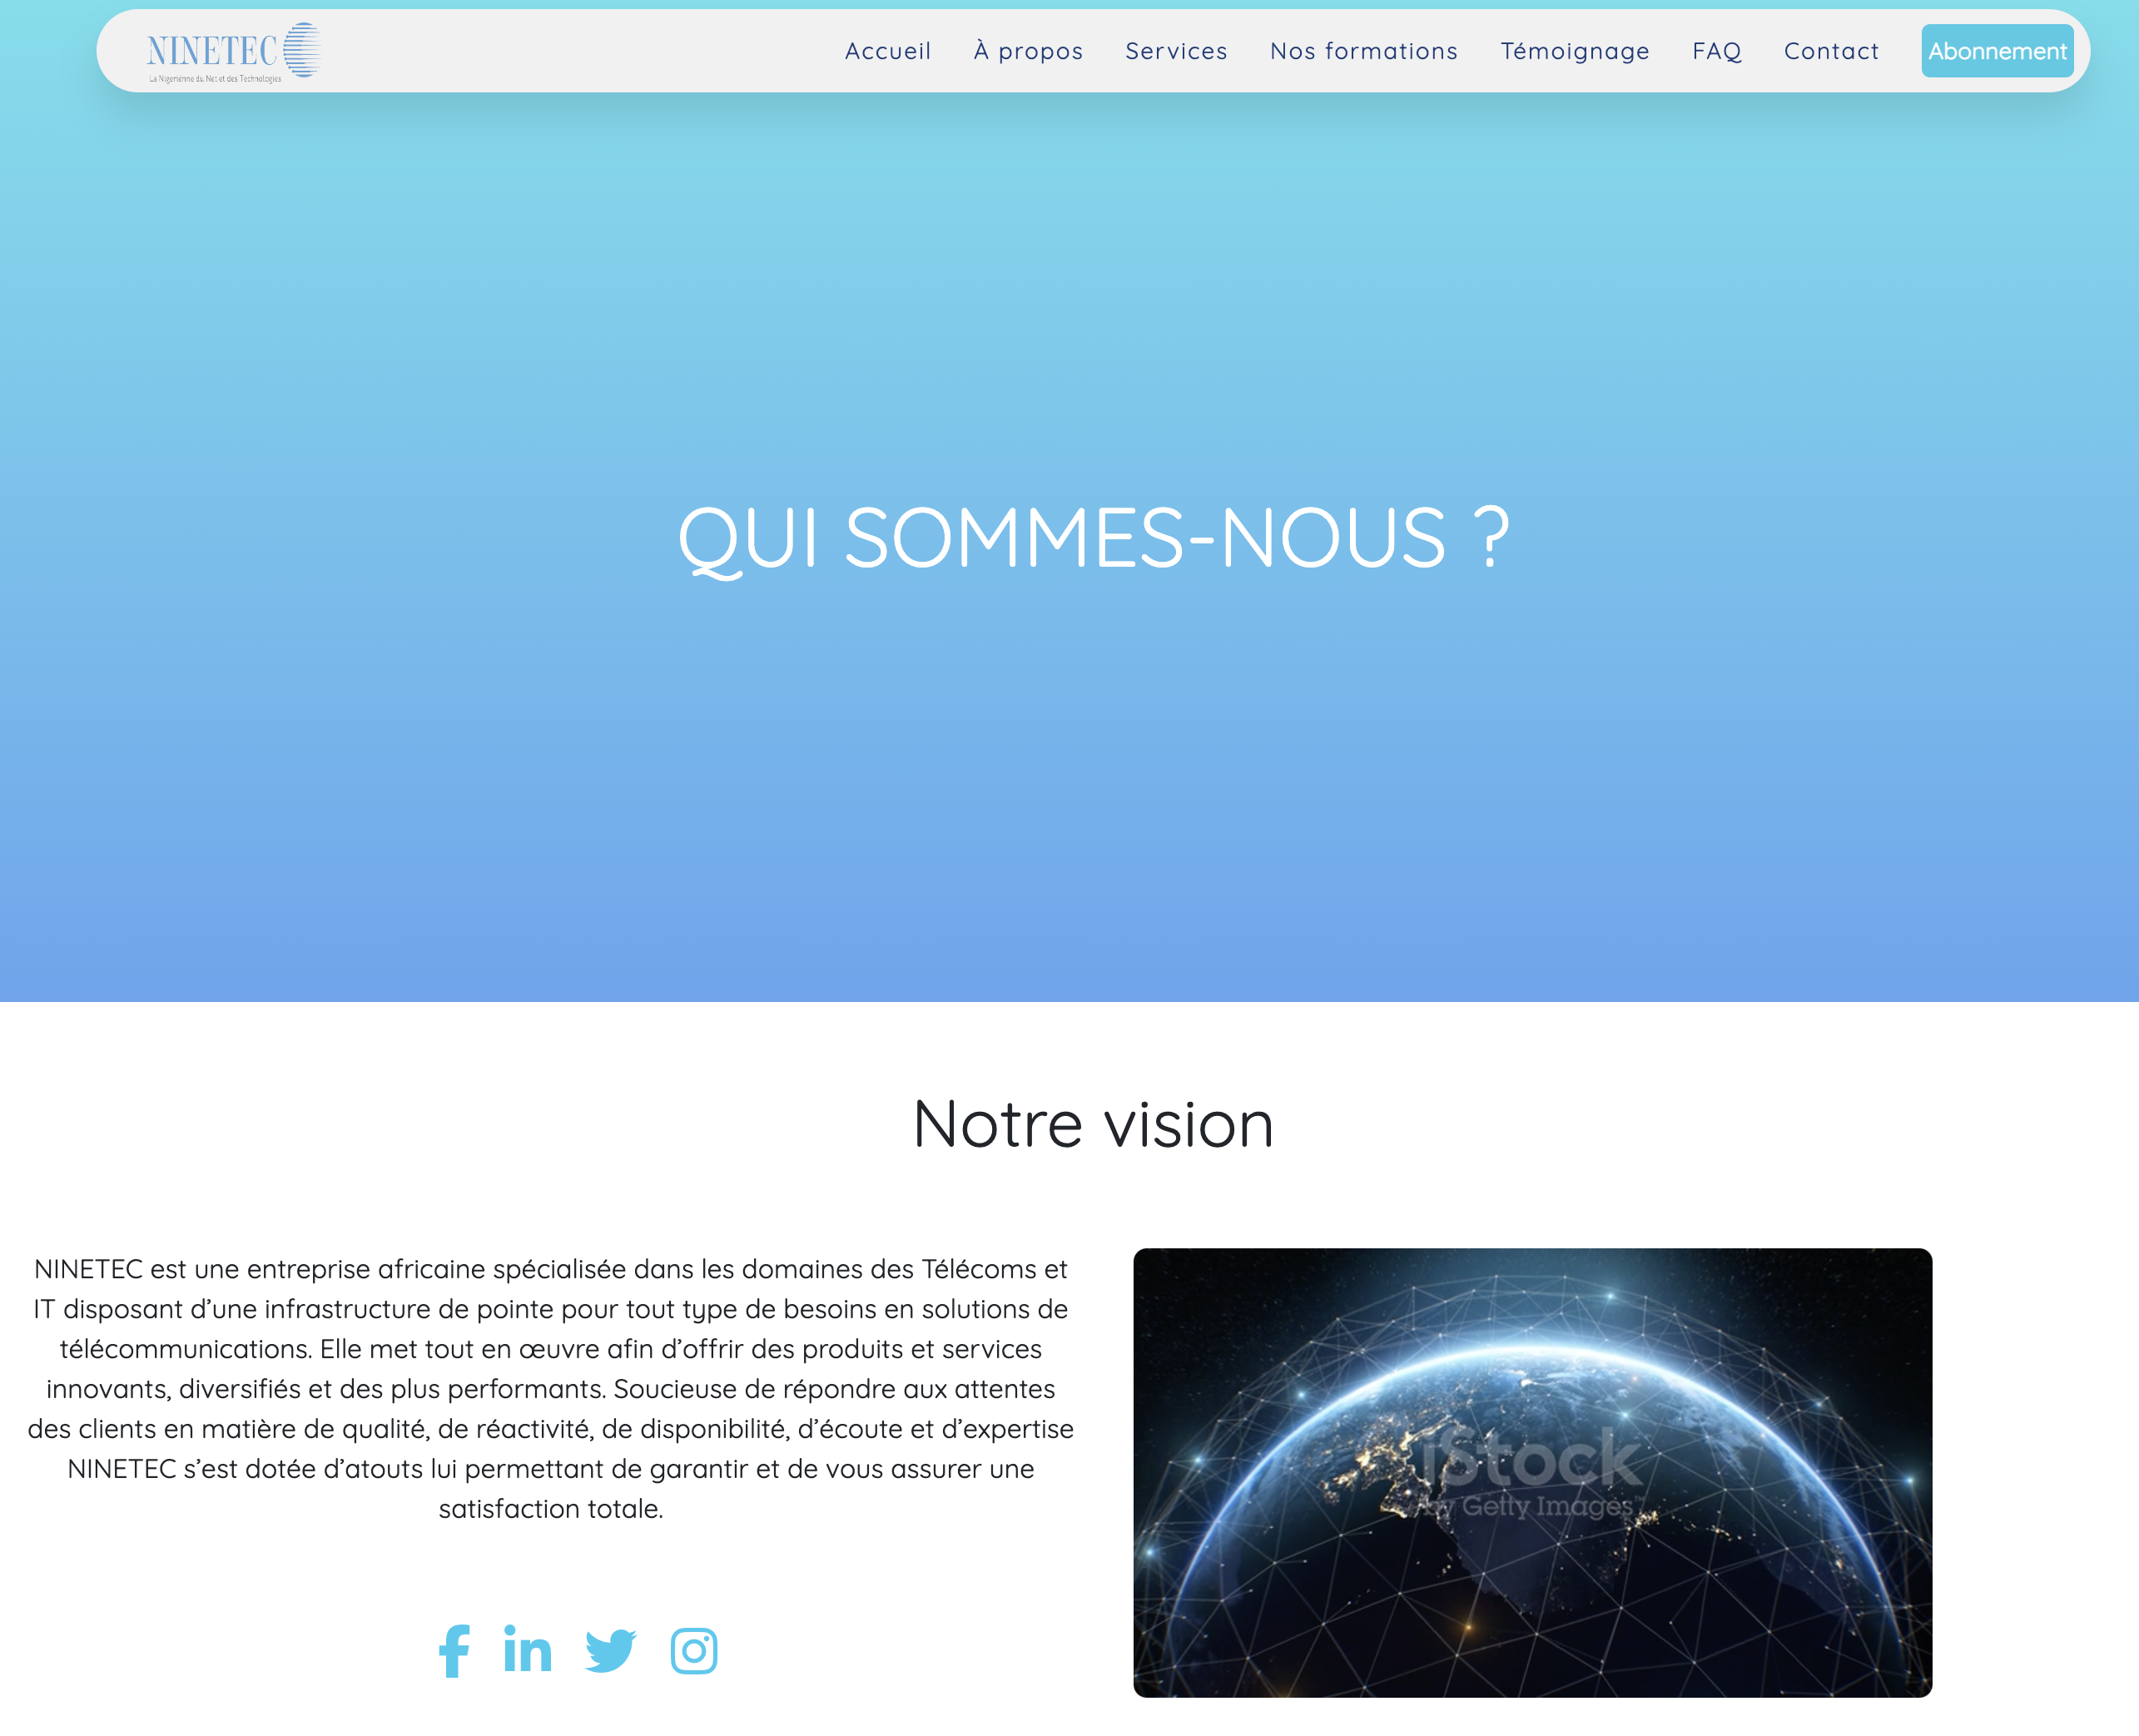 NINETEC
La Nigérienne du Net et des Technologies
Accueil À propos Services Nos formations Témoignage FAQ Contact Abonnement
QUI SOMMES-NOUS ?
Notre vision
NINETEC est une entreprise africaine spécialisée dans les domaines des Télécoms et
IT disposant d’une infrastructure de pointe pour tout type de besoins en solutions de
télécommunications. Elle met tout en œuvre afin d’offrir des produits et services
innovants, diversifiés et des plus performants. Soucieuse de répondre aux attentes
des clients en matière de qualité, de réactivité, de disponibilité, d’écoute et d’expertise
NINETEC s’est dotée d’atouts lui permettant de garantir et de vous assurer une
satisfaction totale.
iStock
by Getty Images™